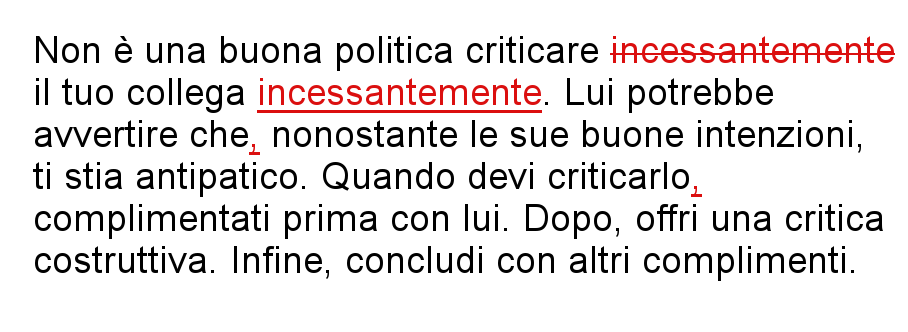 Non è una buona politica criticare incessantemente
il tuo collega incessantemente. Lui potrebbe
avvertire che, nonostante le sue buone intenzioni,
ti stia antipatico. Quando devi criticarlo,
complimentati prima con lui. Dopo, offri una critica
costruttiva. Infine, concludi con altri complimenti.